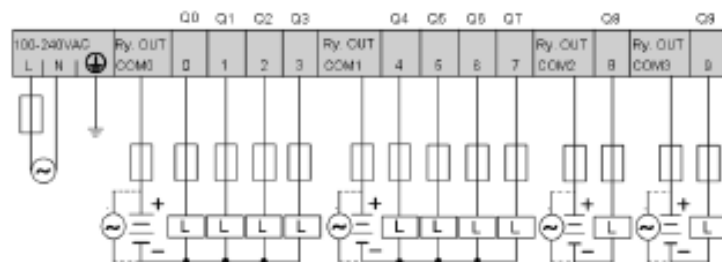 Q0 Q1 Q2 Q3 Q4 Q5 Q6 Q7 Q8 Q9
100-240VAC Ry. OUT Ry. OUT Ry. OUT Ry. OUT
L N COM0 0 1 2 3 COM1 4 5 6 7 COM2 8 COM3 9
+ + + +
~
~ L L L L ~ L L L L ~ L ~ L
− − − −